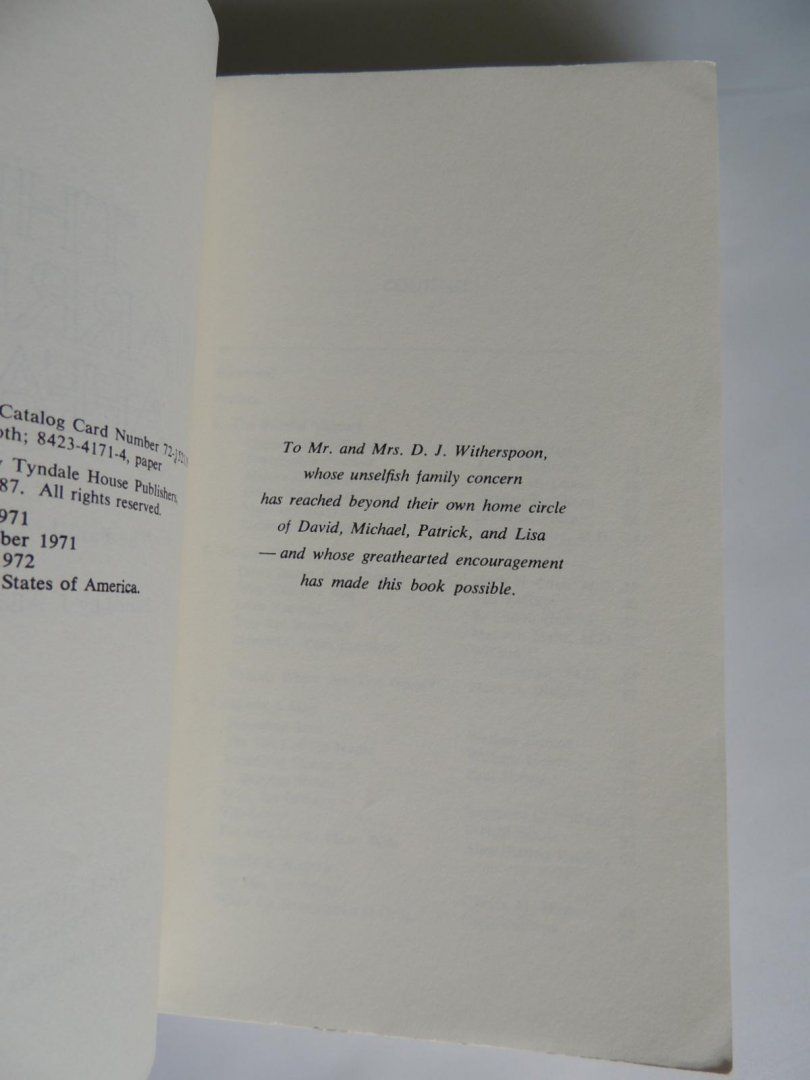 Catalog Card Number
oth; 8423-4171-4, paper
Tyndale House Publishers,
87. All rights reserved.
971
ber 1971
972
States of America.
To Mr. and Mrs. D. J. Witherspoon,
whose unselfish family concern
has reached beyond their own home circle
of David, Michael, Patrick, and Lisa
— and whose greathearted encouragement
has made this book possible.